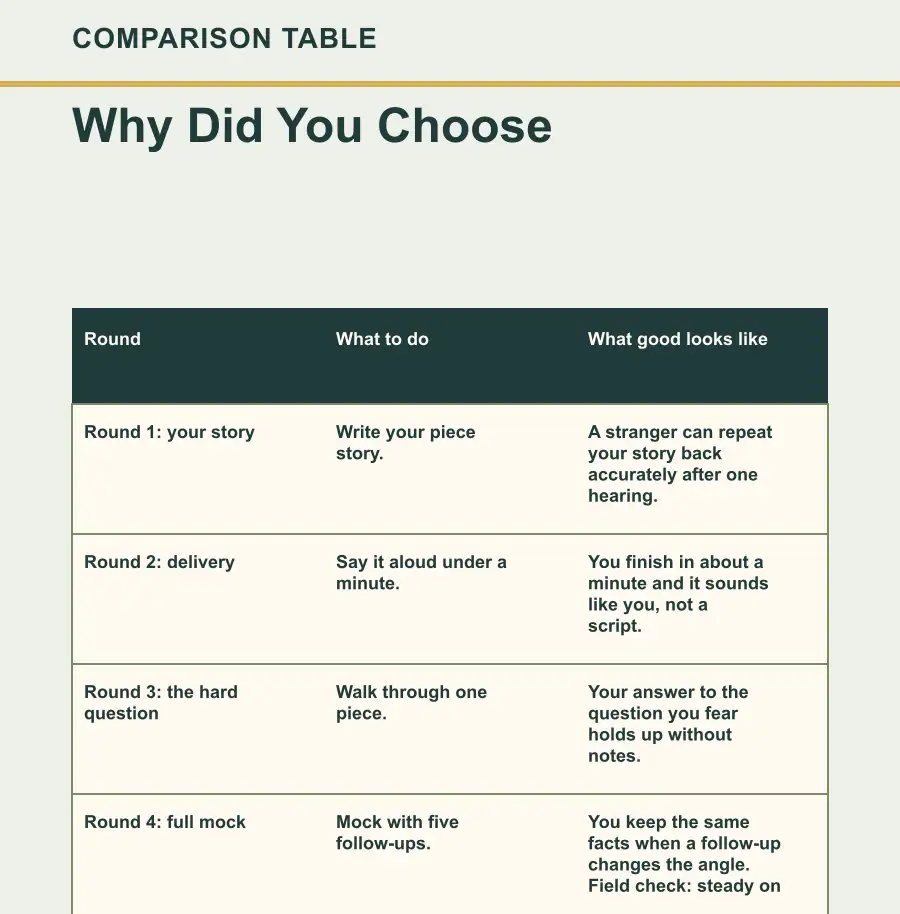 COMPARISON TABLE
Why Did You Choose
Round
What to do
What good looks like
Round 1: your story
Write your piece
story.
A stranger can repeat
your story back
accurately after one
hearing.
Round 2: delivery
Say it aloud under a
minute.
You finish in about a
minute and it sounds
like you, not a
script.
Round 3: the hard
question
Walk through one
piece.
Your answer to the
question you fear
holds up without
notes.
Round 4: full mock
Mock with five
follow-ups.
You keep the same
facts when a follow-up
changes the angle.
Field check: steady on